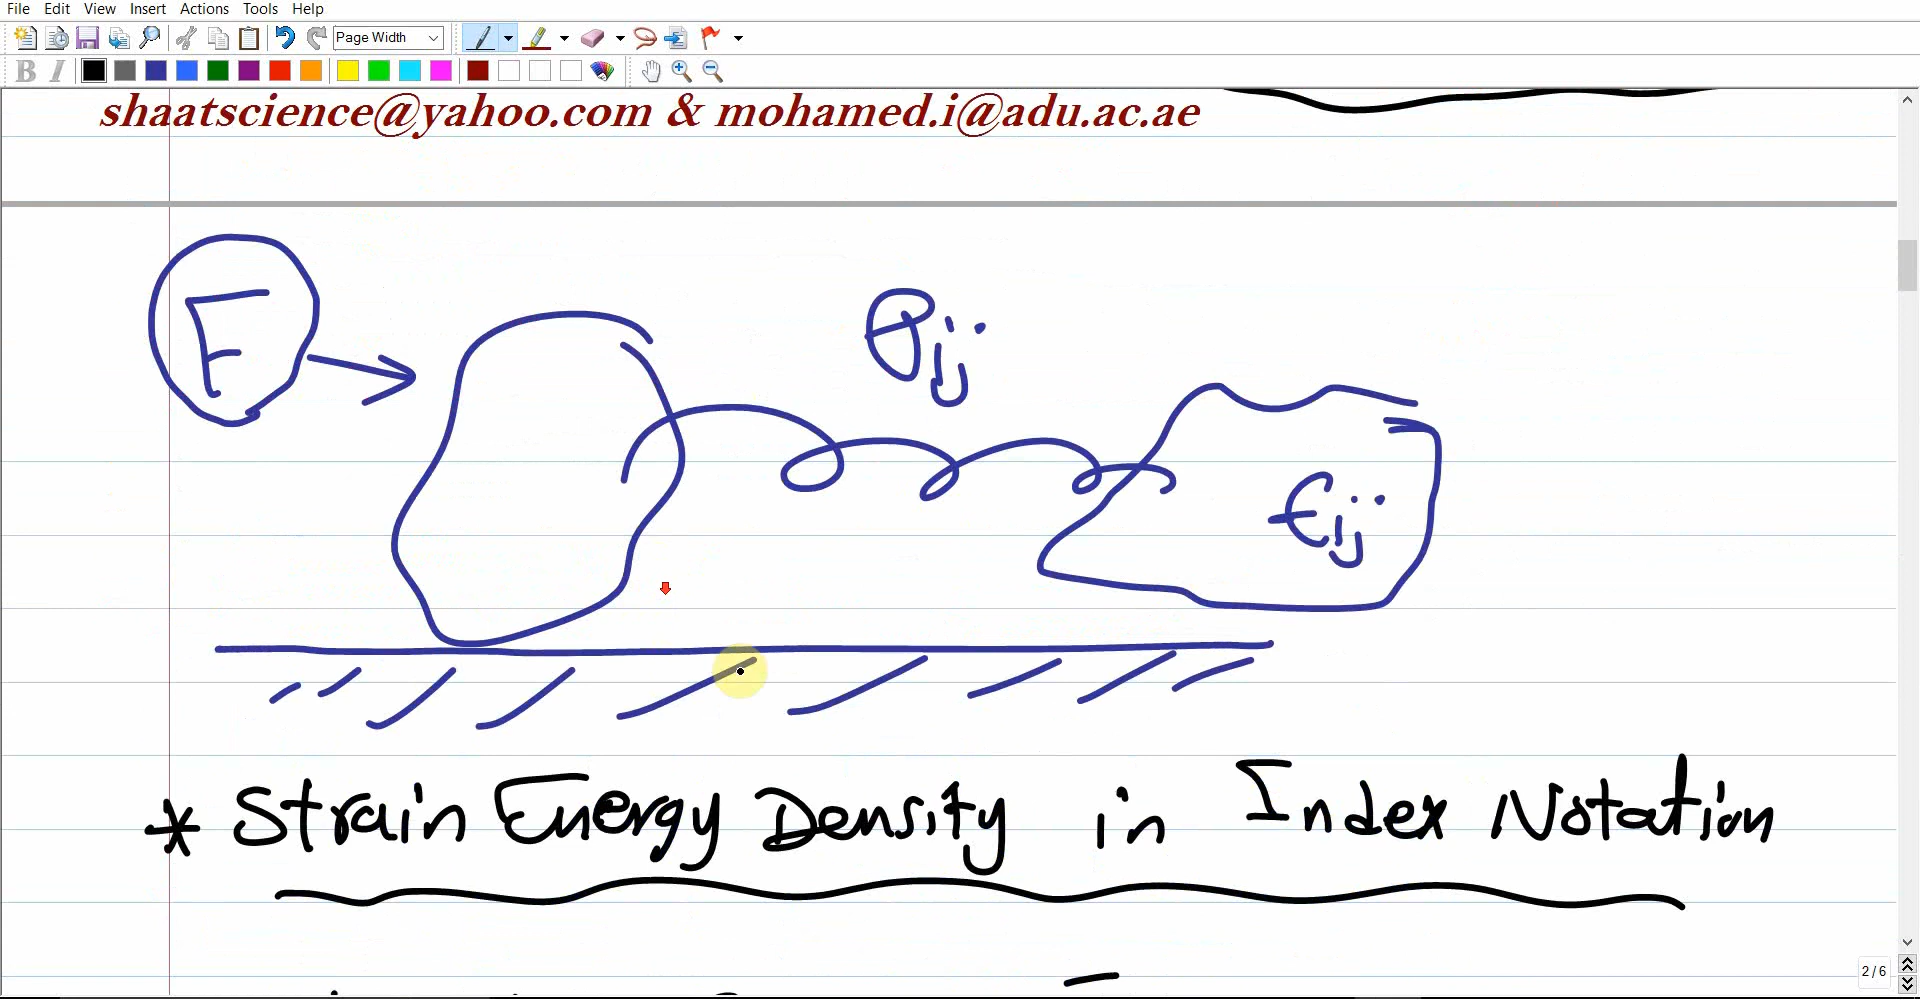 File Edit View Insert Actions Tools Help
Page Width
B I
shaatscience@yahoo.com & mohamed.i@adu.ac.ae
F
σij
εij
* Strain Energy Density in Index Notation
2 / 6